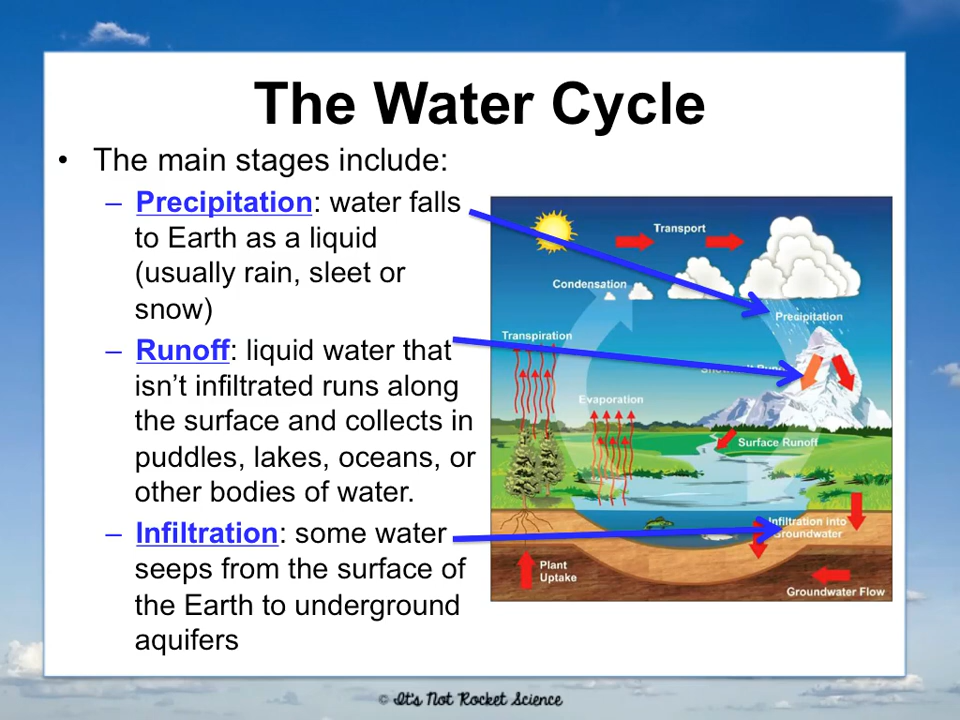 The Water Cycle
• The main stages include:
– Precipitation: water falls
to Earth as a liquid
(usually rain, sleet or
snow)
– Runoff: liquid water that
isn't infiltrated runs along
the surface and collects in
puddles, lakes, oceans, or
other bodies of water.
– Infiltration: some water
seeps from the surface of
the Earth to underground
aquifers
Transport
Condensation
Precipitation
Transpiration
Evaporation
Surface Runoff
Infiltration into
Groundwater
Plant
Uptake
Groundwater Flow
© It's Not Rocket Science